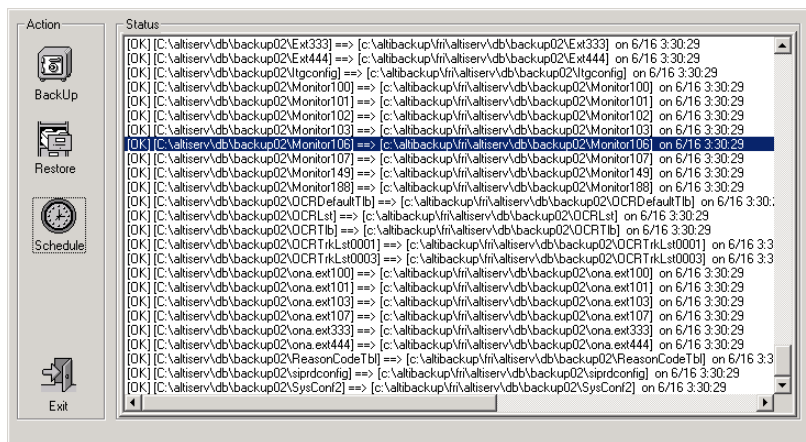 Action
BackUp
Restore
Schedule
Exit
Status
[OK] [C:\altiserv\db\backup02\Ext333] ==> [c:\altibackup\fri\altiserv\db\backup02\Ext333]  on 6/16 3:30:29
[OK] [C:\altiserv\db\backup02\Ext444] ==> [c:\altibackup\fri\altiserv\db\backup02\Ext444]  on 6/16 3:30:29
[OK] [C:\altiserv\db\backup02\Itgconfig] ==> [c:\altibackup\fri\altiserv\db\backup02\Itgconfig]  on 6/16 3:30:29
[OK] [C:\altiserv\db\backup02\Monitor100] ==> [c:\altibackup\fri\altiserv\db\backup02\Monitor100]  on 6/16 3:30:29
[OK] [C:\altiserv\db\backup02\Monitor101] ==> [c:\altibackup\fri\altiserv\db\backup02\Monitor101]  on 6/16 3:30:29
[OK] [C:\altiserv\db\backup02\Monitor102] ==> [c:\altibackup\fri\altiserv\db\backup02\Monitor102]  on 6/16 3:30:29
[OK] [C:\altiserv\db\backup02\Monitor103] ==> [c:\altibackup\fri\altiserv\db\backup02\Monitor103]  on 6/16 3:30:29
[OK] [C:\altiserv\db\backup02\Monitor106] ==> [c:\altibackup\fri\altiserv\db\backup02\Monitor106]  on 6/16 3:30:29
[OK] [C:\altiserv\db\backup02\Monitor107] ==> [c:\altibackup\fri\altiserv\db\backup02\Monitor107]  on 6/16 3:30:29
[OK] [C:\altiserv\db\backup02\Monitor149] ==> [c:\altibackup\fri\altiserv\db\backup02\Monitor149]  on 6/16 3:30:29
[OK] [C:\altiserv\db\backup02\Monitor188] ==> [c:\altibackup\fri\altiserv\db\backup02\Monitor188]  on 6/16 3:30:29
[OK] [C:\altiserv\db\backup02\OCRDefaultTlb] ==> [c:\altibackup\fri\altiserv\db\backup02\OCRDefaultTlb]  on 6/16 3:30:
[OK] [C:\altiserv\db\backup02\OCRLst] ==> [c:\altibackup\fri\altiserv\db\backup02\OCRLst]  on 6/16 3:30:29
[OK] [C:\altiserv\db\backup02\OCRTlb] ==> [c:\altibackup\fri\altiserv\db\backup02\OCRTlb]  on 6/16 3:30:29
[OK] [C:\altiserv\db\backup02\OCRTrkLst0001] ==> [c:\altibackup\fri\altiserv\db\backup02\OCRTrkLst0001]  on 6/16 3:3
[OK] [C:\altiserv\db\backup02\OCRTrkLst0003] ==> [c:\altibackup\fri\altiserv\db\backup02\OCRTrkLst0003]  on 6/16 3:3
[OK] [C:\altiserv\db\backup02\ona.ext100] ==> [c:\altibackup\fri\altiserv\db\backup02\ona.ext100]  on 6/16 3:30:29
[OK] [C:\altiserv\db\backup02\ona.ext101] ==> [c:\altibackup\fri\altiserv\db\backup02\ona.ext101]  on 6/16 3:30:29
[OK] [C:\altiserv\db\backup02\ona.ext103] ==> [c:\altibackup\fri\altiserv\db\backup02\ona.ext103]  on 6/16 3:30:29
[OK] [C:\altiserv\db\backup02\ona.ext107] ==> [c:\altibackup\fri\altiserv\db\backup02\ona.ext107]  on 6/16 3:30:29
[OK] [C:\altiserv\db\backup02\ona.ext333] ==> [c:\altibackup\fri\altiserv\db\backup02\ona.ext333]  on 6/16 3:30:29
[OK] [C:\altiserv\db\backup02\ona.ext444] ==> [c:\altibackup\fri\altiserv\db\backup02\ona.ext444]  on 6/16 3:30:29
[OK] [C:\altiserv\db\backup02\ReasonCodeTbl] ==> [c:\altibackup\fri\altiserv\db\backup02\ReasonCodeTbl]  on 6/16 3:3
[OK] [C:\altiserv\db\backup02\siprdconfig] ==> [c:\altibackup\fri\altiserv\db\backup02\siprdconfig]  on 6/16 3:30:29
[OK] [C:\altiserv\db\backup02\SysConf2] ==> [c:\altibackup\fri\altiserv\db\backup02\SysConf2]  on 6/16 3:30:29